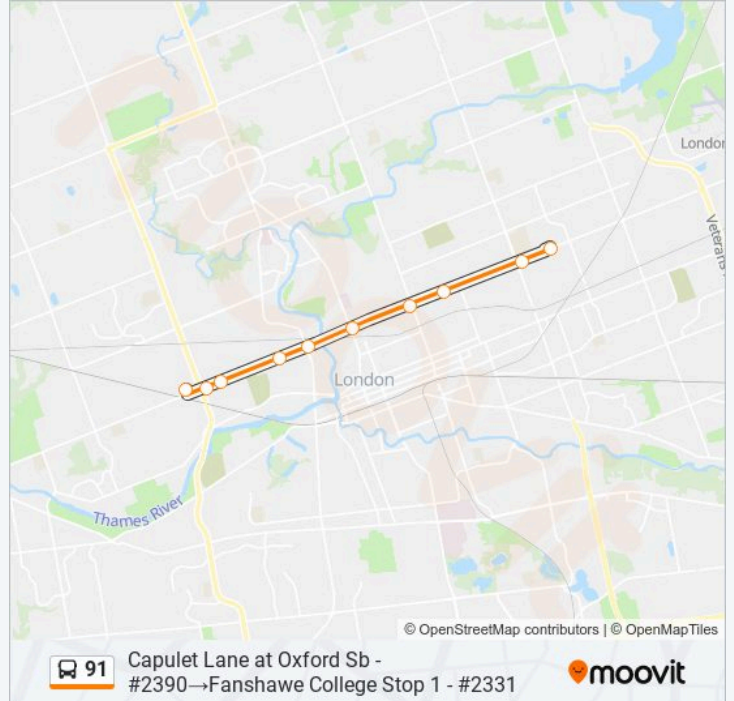 London
Veterans
London
Thames River
© OpenStreetMap contributors | © OpenMapTiles
91
Capulet Lane at Oxford Sb -
#2390→Fanshawe College Stop 1 - #2331
moovit